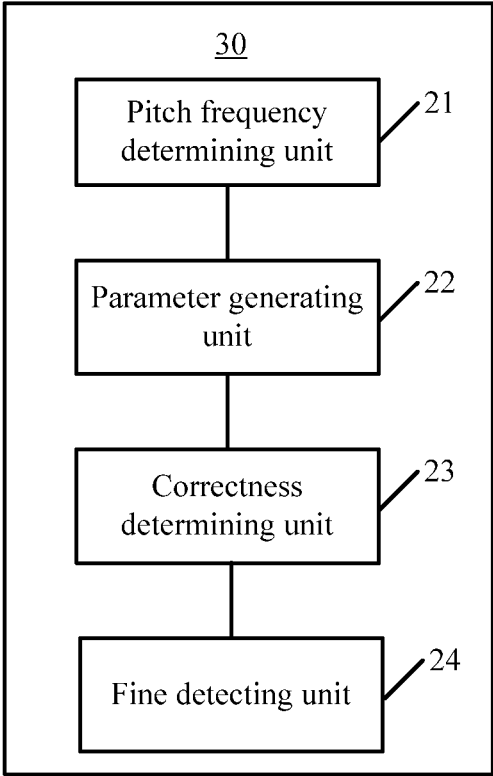 30
Pitch frequency
determining unit
21
Parameter generating
unit
22
Correctness
determining unit
23
Fine detecting unit
24